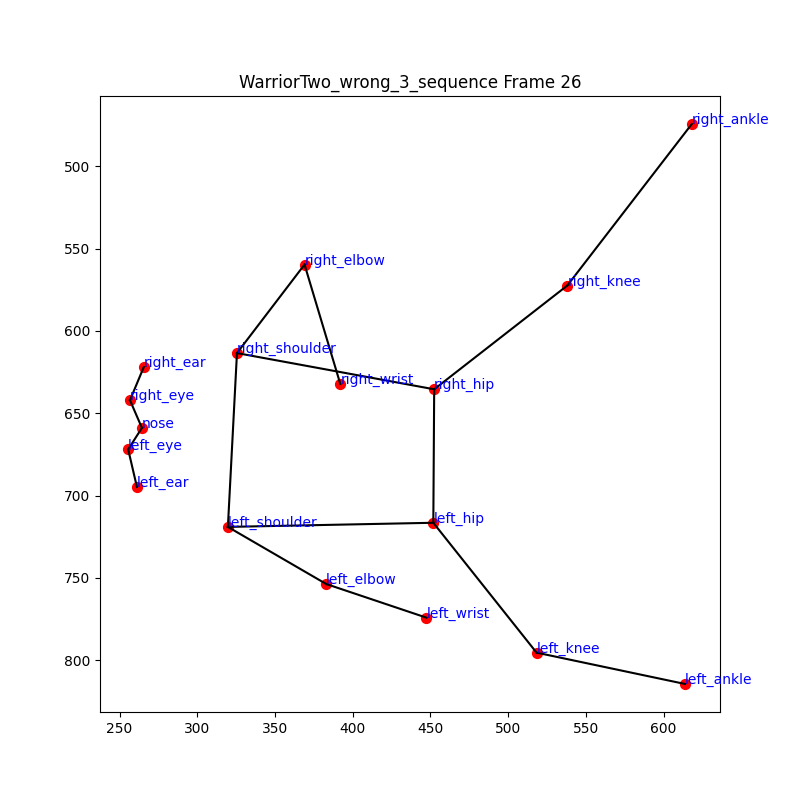 WarriorTwo_wrong_3_sequence Frame 26
right_ankle
500
550
right_elbow
right_knee
600
right_shoulder
right_ear
right_wrist
right_hip
right_eye
650
nose
left_eye
left_ear
700
left_shoulder
left_hip
750
left_elbow
left_wrist
left_knee
800
left_ankle
250 300 350 400 450 500 550 600